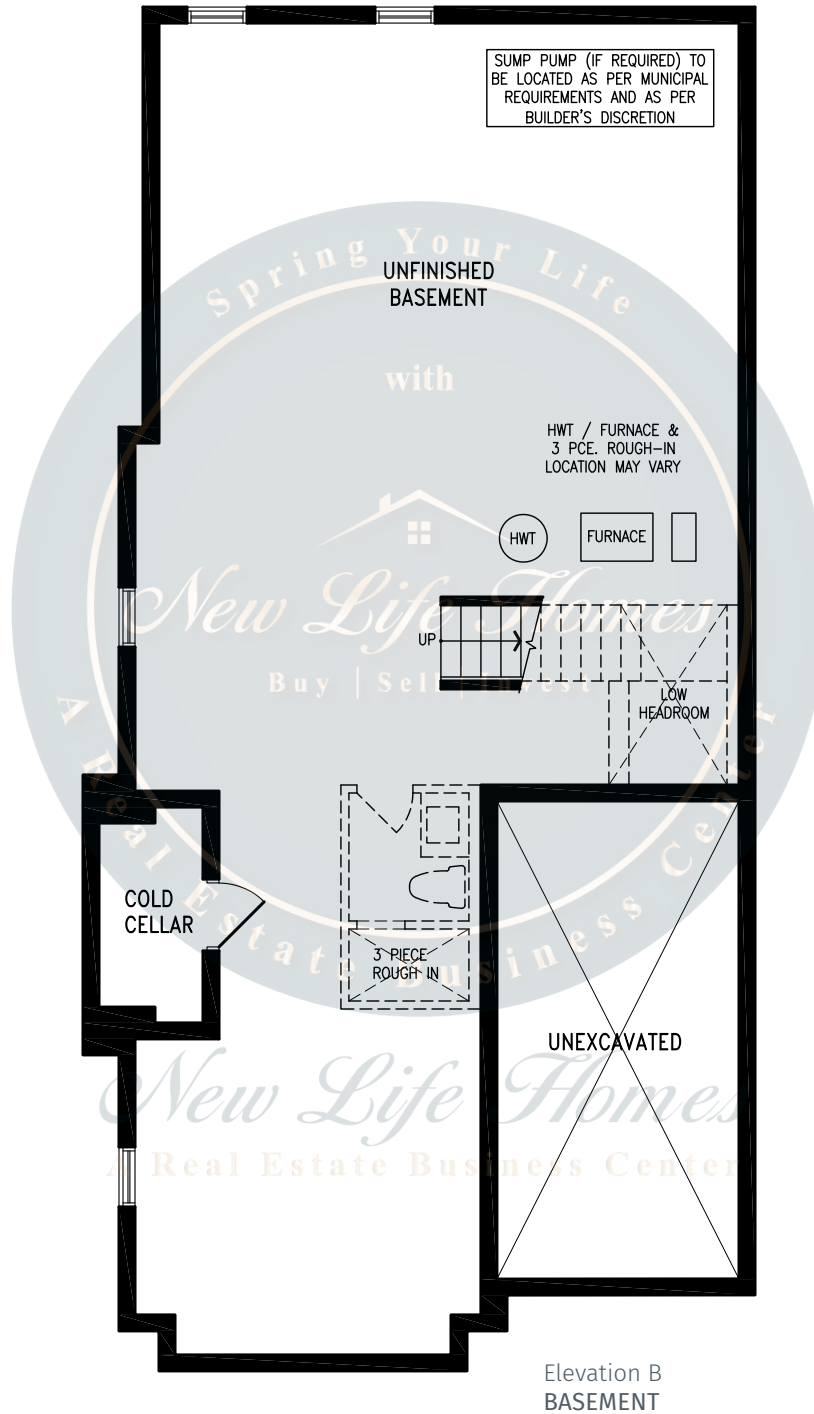 SUMP PUMP (IF REQUIRED) TO
BE LOCATED AS PER MUNICIPAL
REQUIREMENTS AND AS PER
BUILDER'S DISCRETION
Spring Your Life
UNFINISHED
BASEMENT
with
HWT / FURNACE &
3 PCE. ROUGH-IN
LOCATION MAY VARY
HWT
FURNACE
New Life Homes
UP
Buy | Sell | Invest
LOW
HEADROOM
A Real Estate Business Center
COLD
CELLAR
3 PIECE
ROUGH IN
UNEXCAVATED
New Life Homes
A Real Estate Business Center
Elevation B
BASEMENT